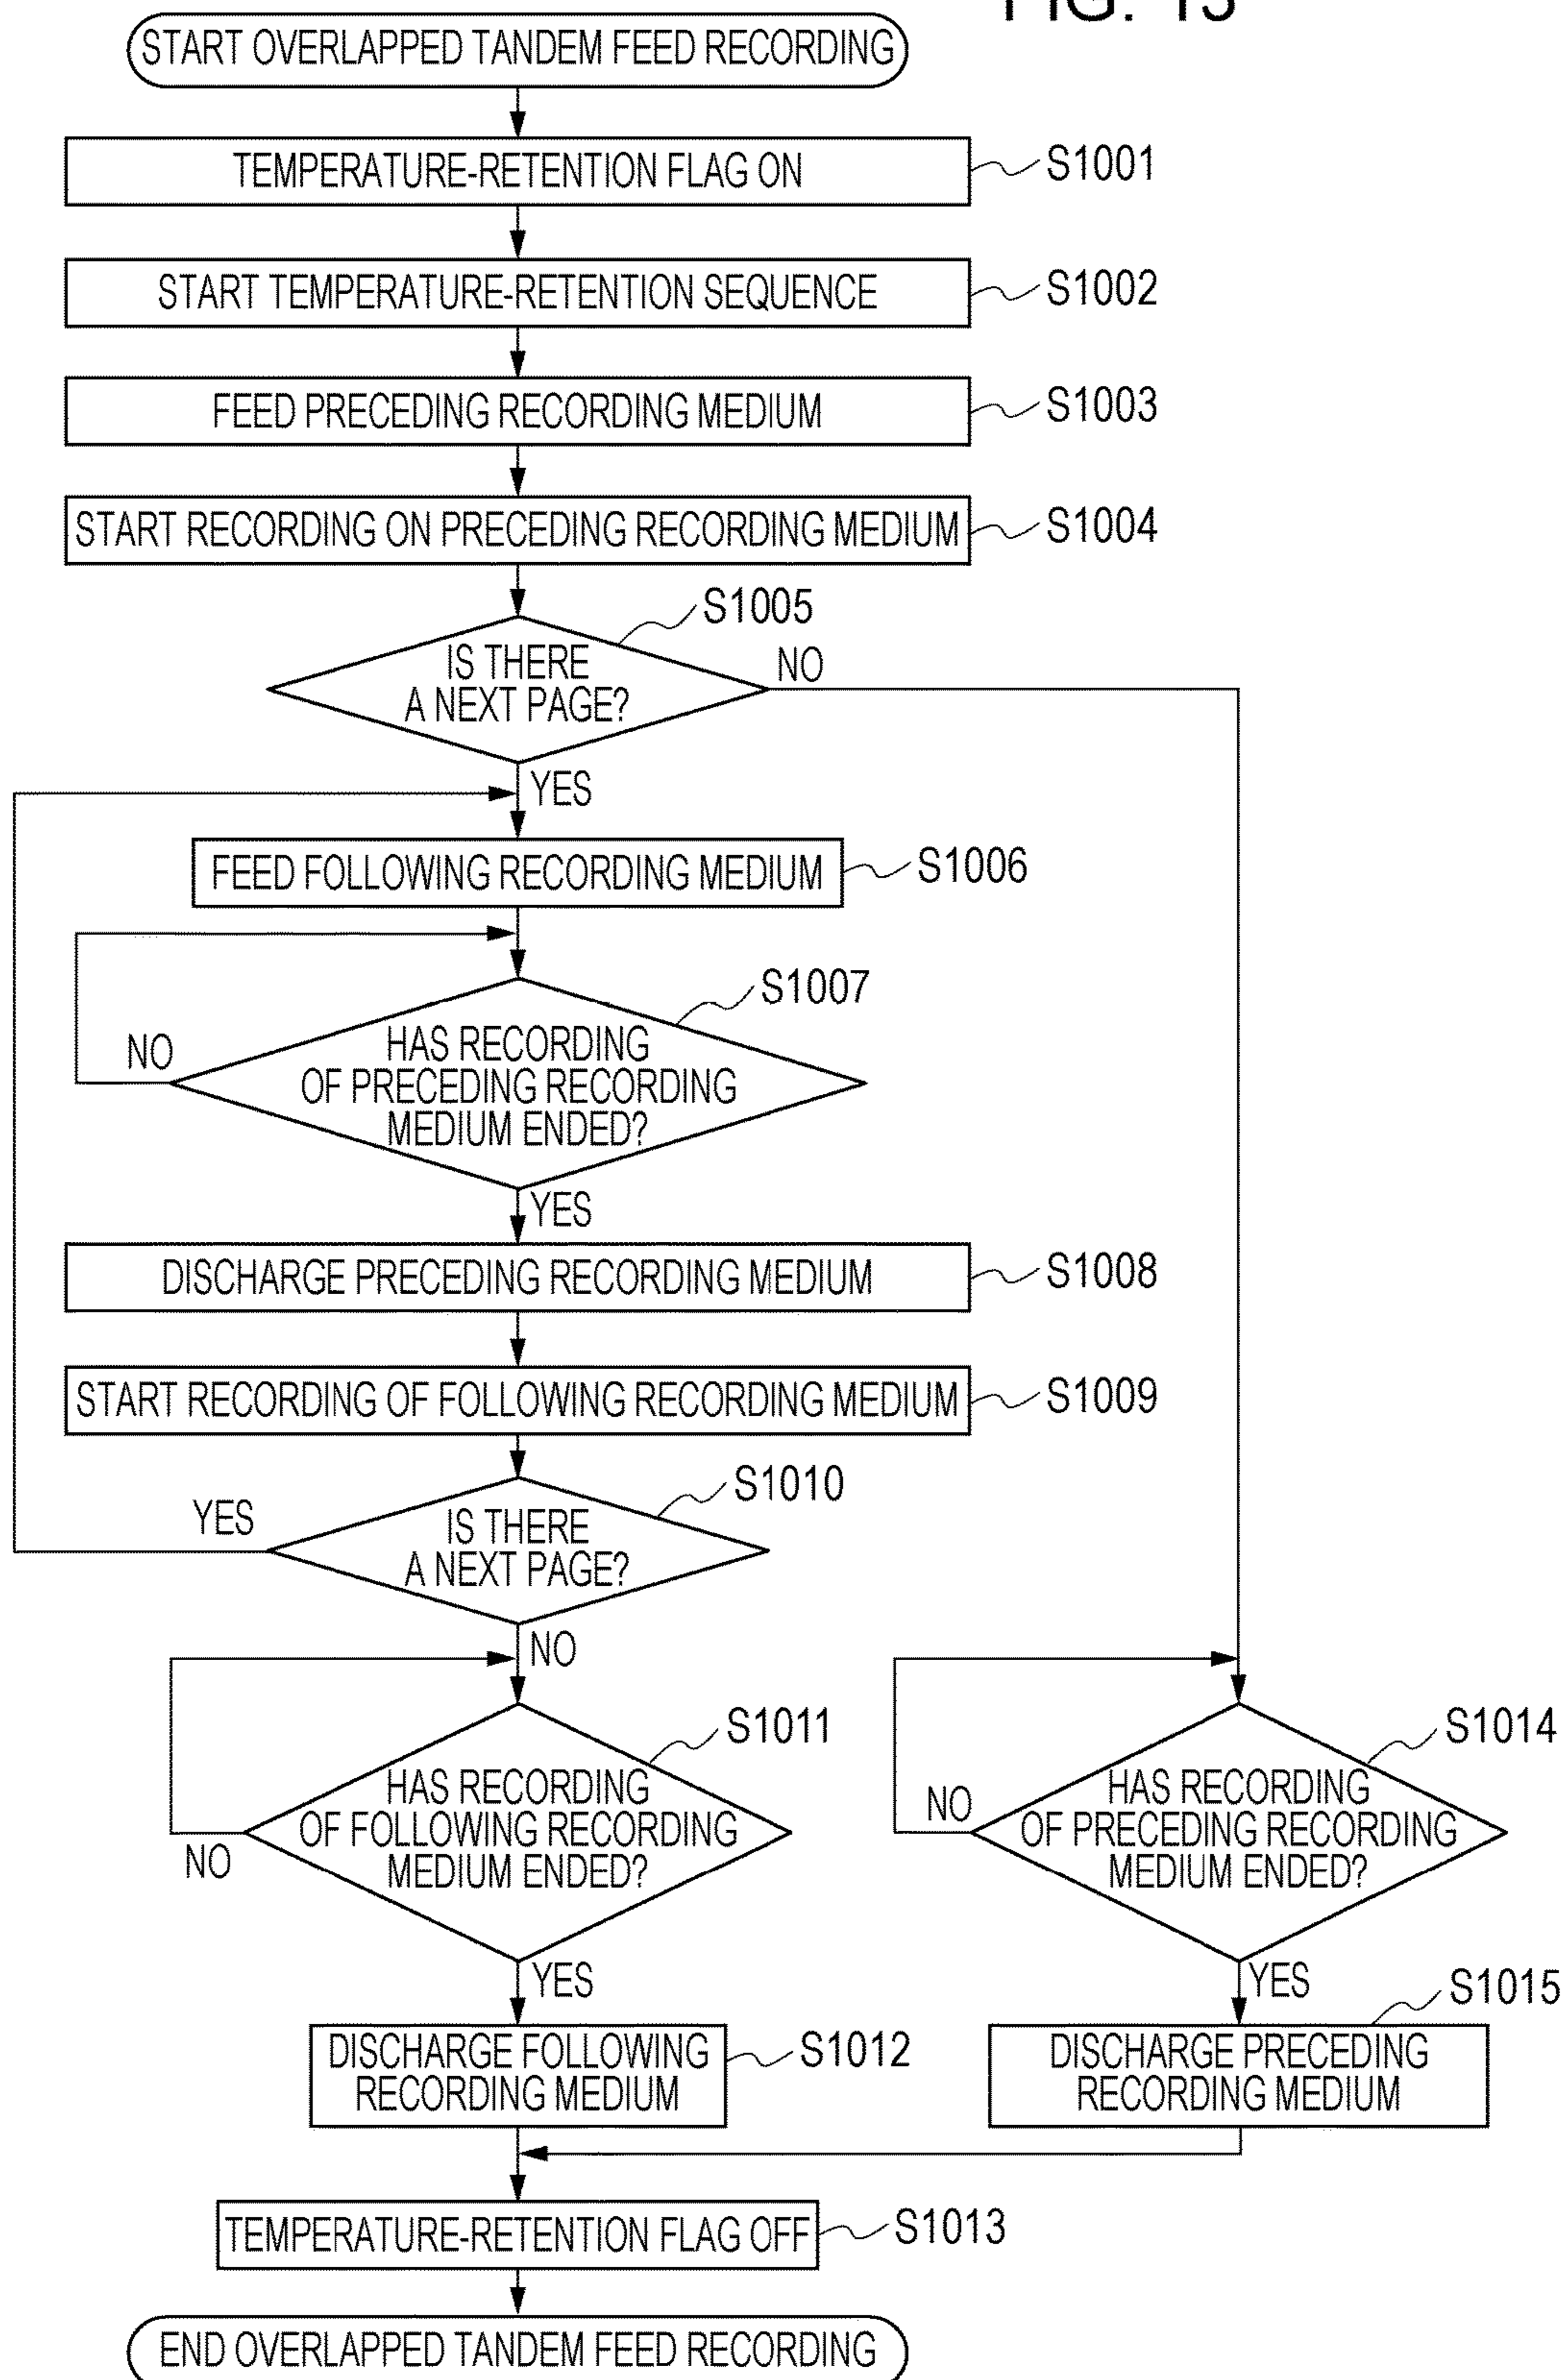 FIG.
START OVERLAPPED TANDEM FEED RECORDING
TEMPERATURE-RETENTION FLAG ON
S1001
START TEMPERATURE-RETENTION SEQUENCE
S1002
FEED PRECEDING RECORDING MEDIUM
S1003
START RECORDING ON PRECEDING RECORDING MEDIUM
S1004
S1005
IS THERE
A NEXT PAGE?
NO
YES
FEED FOLLOWING RECORDING MEDIUM
S1006
S1007
HAS RECORDING
OF PRECEDING RECORDING
MEDIUM ENDED?
NO
YES
DISCHARGE PRECEDING RECORDING MEDIUM
S1008
START RECORDING OF FOLLOWING RECORDING MEDIUM
S1009
S1010
IS THERE
A NEXT PAGE?
YES
NO
S1011
HAS RECORDING
OF FOLLOWING RECORDING
MEDIUM ENDED?
NO
YES
S1014
HAS RECORDING
OF PRECEDING RECORDING
MEDIUM ENDED?
NO
YES
DISCHARGE FOLLOWING
RECORDING MEDIUM
S1012
S1015
DISCHARGE PRECEDING
RECORDING MEDIUM
TEMPERATURE-RETENTION FLAG OFF
S1013
END OVERLAPPED TANDEM FEED RECORDING